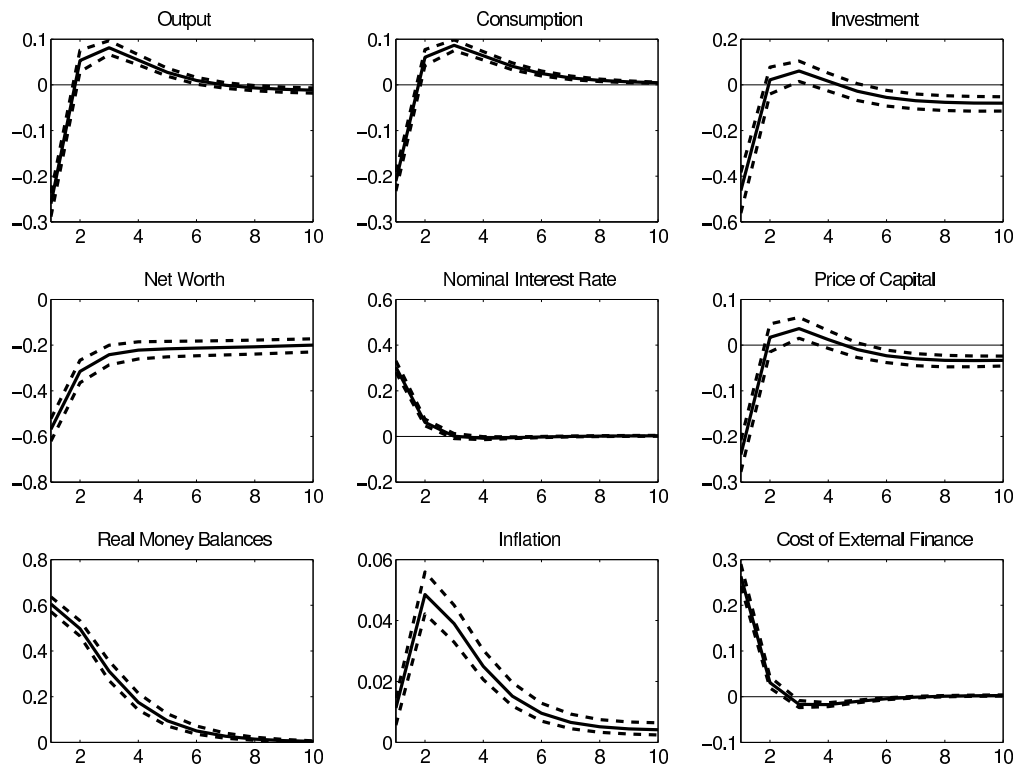 Output
0.1
0
−0.1
−0.2
−0.3
2 4 6 8 10
Consumption
0.1
0
−0.1
−0.2
−0.3
2 4 6 8 10
Investment
0.2
0
−0.2
−0.4
−0.6
2 4 6 8 10
Net Worth
0
−0.2
−0.4
−0.6
−0.8
2 4 6 8 10
Nominal Interest Rate
0.6
0.4
0.2
0
−0.2
2 4 6 8 10
Price of Capital
0.1
0
−0.1
−0.2
−0.3
2 4 6 8 10
Real Money Balances
0.8
0.6
0.4
0.2
0
2 4 6 8 10
Inflation
0.06
0.04
0.02
0
2 4 6 8 10
Cost of External Finance
0.3
0.2
0.1
0
−0.1
2 4 6 8 10